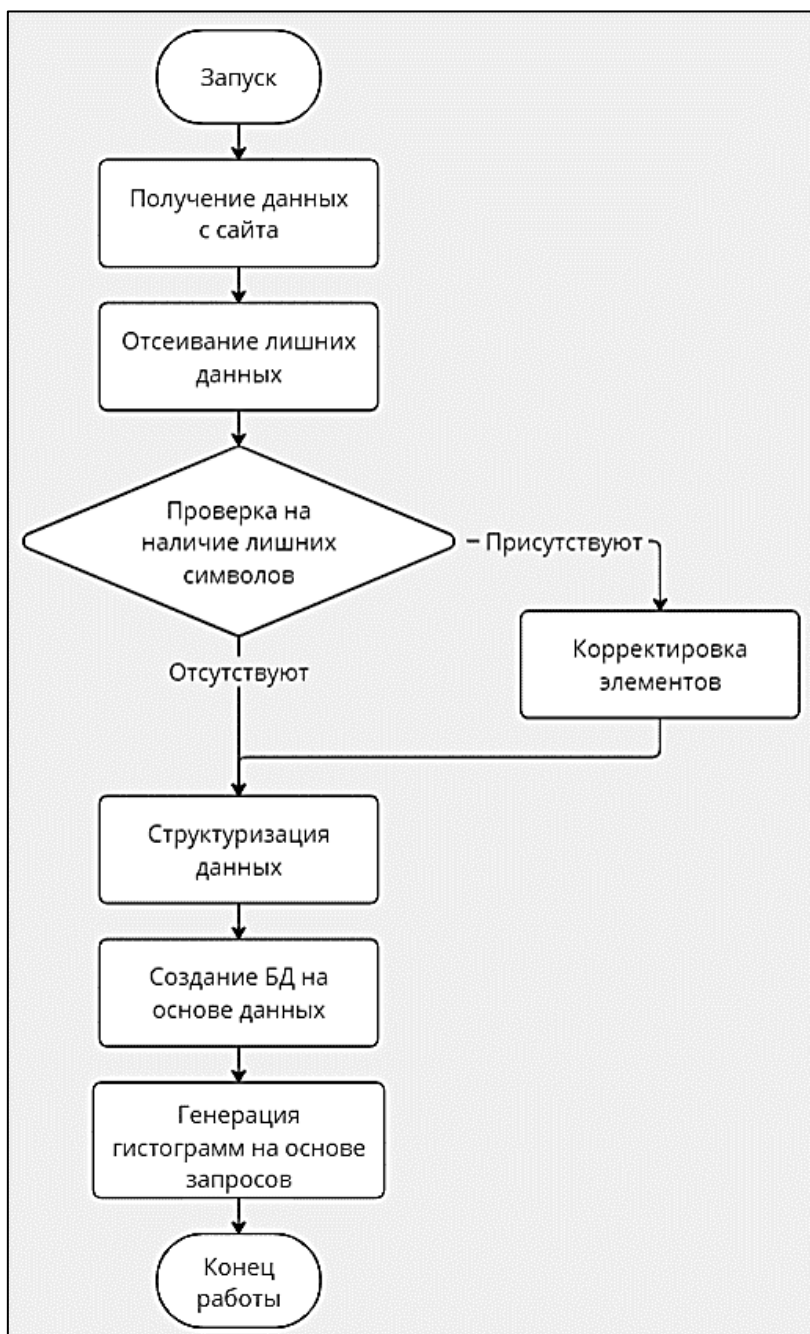 Запуск
Получение данных
с сайта
Отсеивание лишних
данных
Проверка на
наличие лишних
символов
Присутствуют
Корректировка
элементов
Отсутствуют
Структуризация
данных
Создание БД на
основе данных
Генерация
гистограмм на основе
запросов
Конец
работы